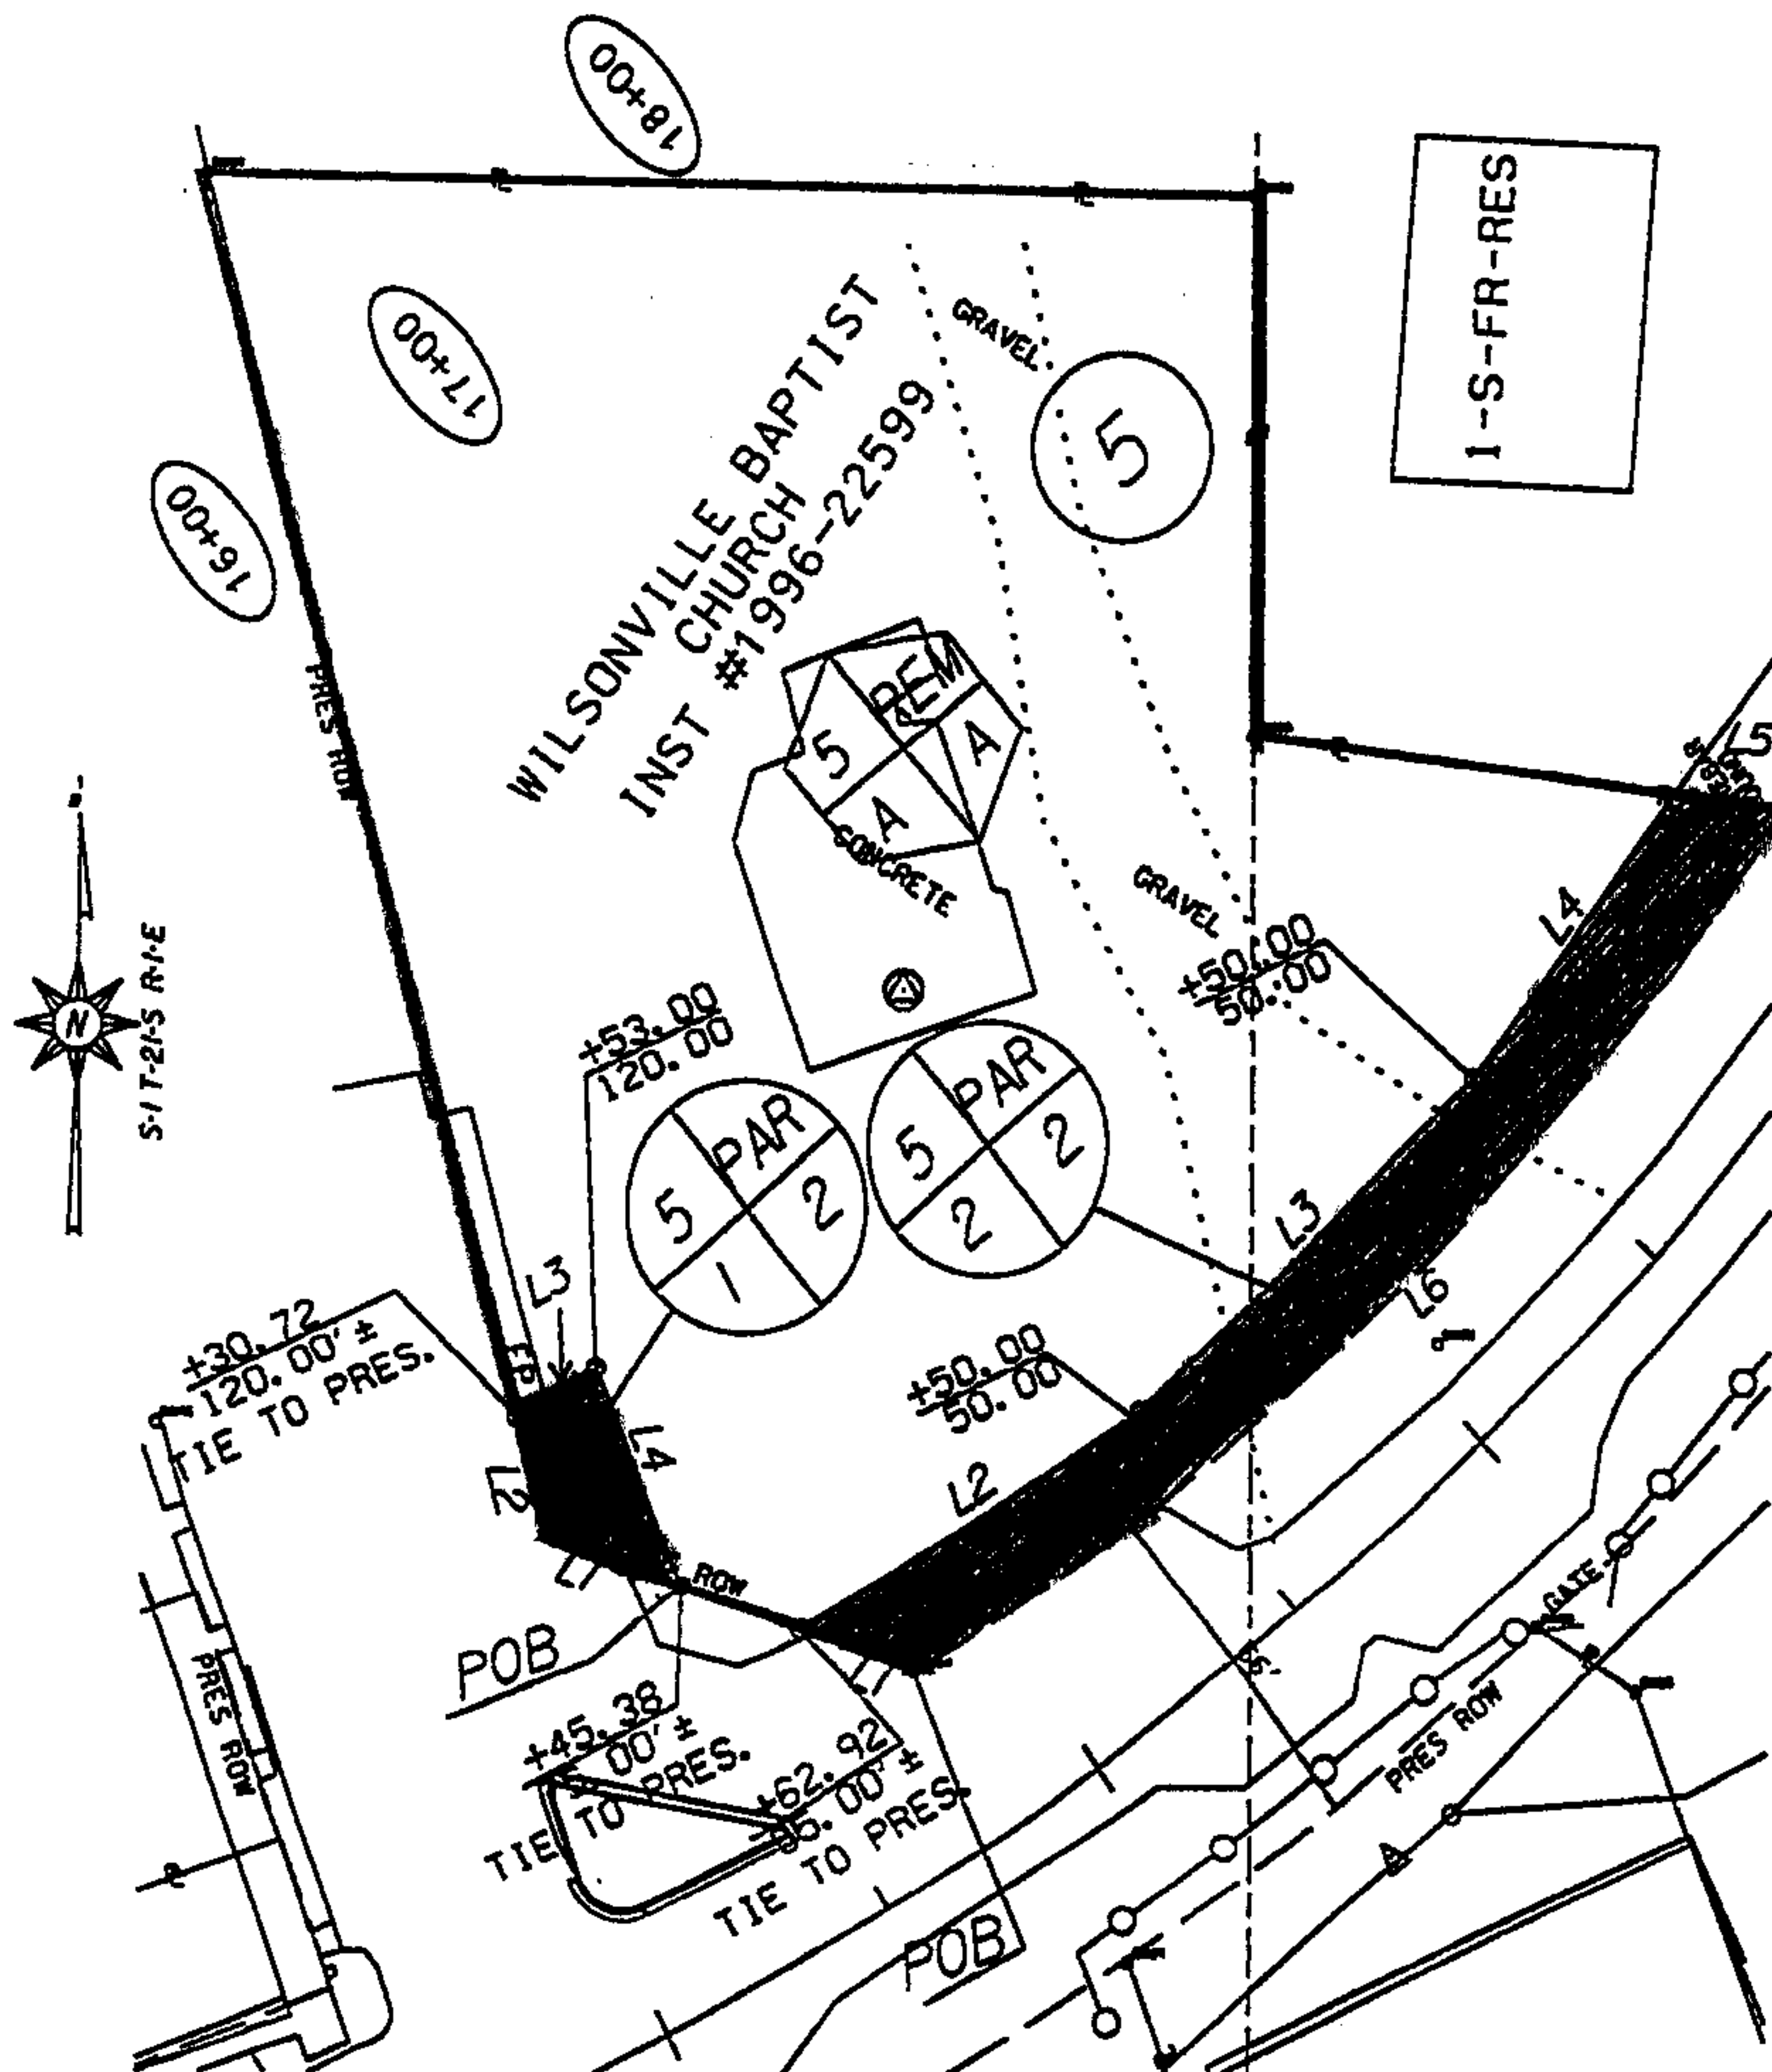 18+00
17+00
16+00
1-S-FR-RES
WILSONVILLE BAPTIST
CHURCH
INST #1996-22599
GRAVEL
5
PRES ROW
REM
5
A
A
CONCRETE
L5
GRAVEL
L4
+50.00
50.00
N
S-1 T-21-S R-1-E
+53.00
120.00
PAR
5
2
1
PAR
5
2
2
L3
L3
L6
+30.72
120.00'±
TIE TO PRES.
+50.00
50.00
L4
L2
L2
L1
ROW
L1
POB
GATE
PRES ROW
PRES ROW
+45.38
TIE TO PRES.
+62.92
TIE TO PRES.
POB